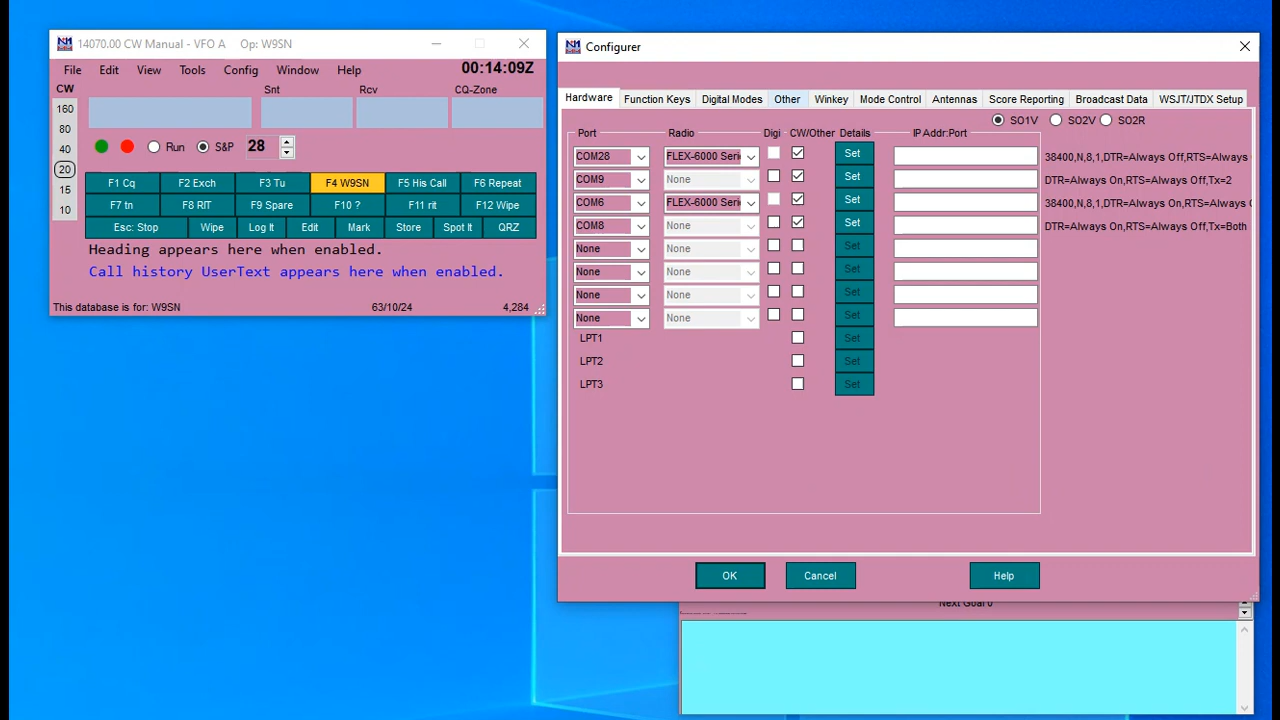 14070.00 CW Manual - VFO A Op: W9SN
File Edit View Tools Config Window Help 00:14:09Z
CW Snt Rcv CQ-Zone
160
80
40
20
15
10
Run S&P 28
F1 Cq F2 Exch F3 Tu F4 W9SN F5 His Call F6 Repeat
F7 tn F8 RIT F9 Spare F10 ? F11 rit F12 Wipe
Esc: Stop Wipe Log It Edit Mark Store Spot It QRZ
Heading appears here when enabled.
Call history UserText appears here when enabled.
This database is for: W9SN 63/10/24 4,284
Configurer
Hardware Function Keys Digital Modes Other Winkey Mode Control Antennas Score Reporting Broadcast Data WSJT/JTDX Setup
SO1V SO2V SO2R
Port Radio Digi CW/Other Details IP Addr:Port
COM28 FLEX-6000 Seri Set 38400,N,8,1,DTR=Always Off,RTS=Always
COM9 None Set DTR=Always On,RTS=Always Off,Tx=2
COM6 FLEX-6000 Seri Set 38400,N,8,1,DTR=Always On,RTS=Always
COM8 None Set DTR=Always On,RTS=Always Off,Tx=Both
None None Set
None None Set
None None Set
None None Set
LPT1 Set
LPT2 Set
LPT3 Set
OK Cancel Help
Next Goal 0